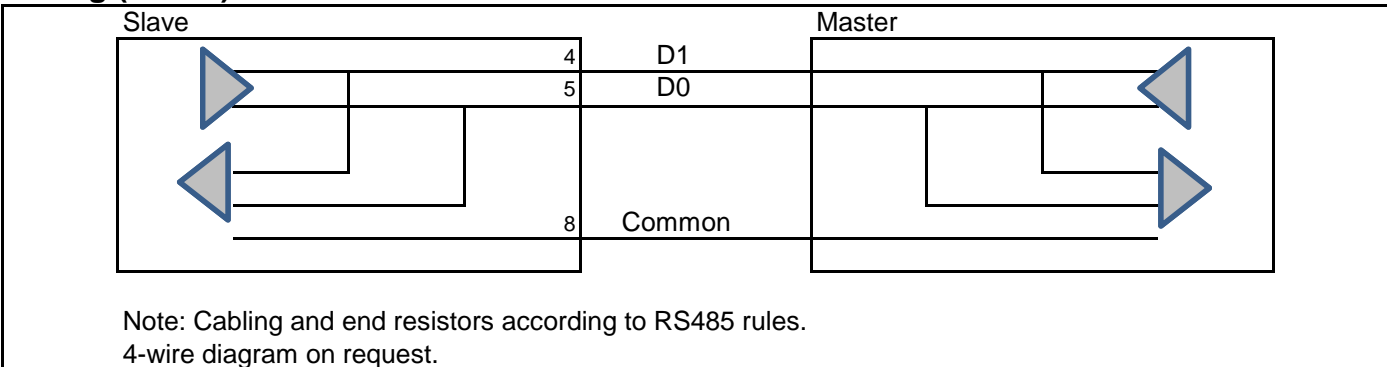 Slave Master
4 D1
5 D0
8 Common
Note: Cabling and end resistors according to RS485 rules.
4-wire diagram on request.